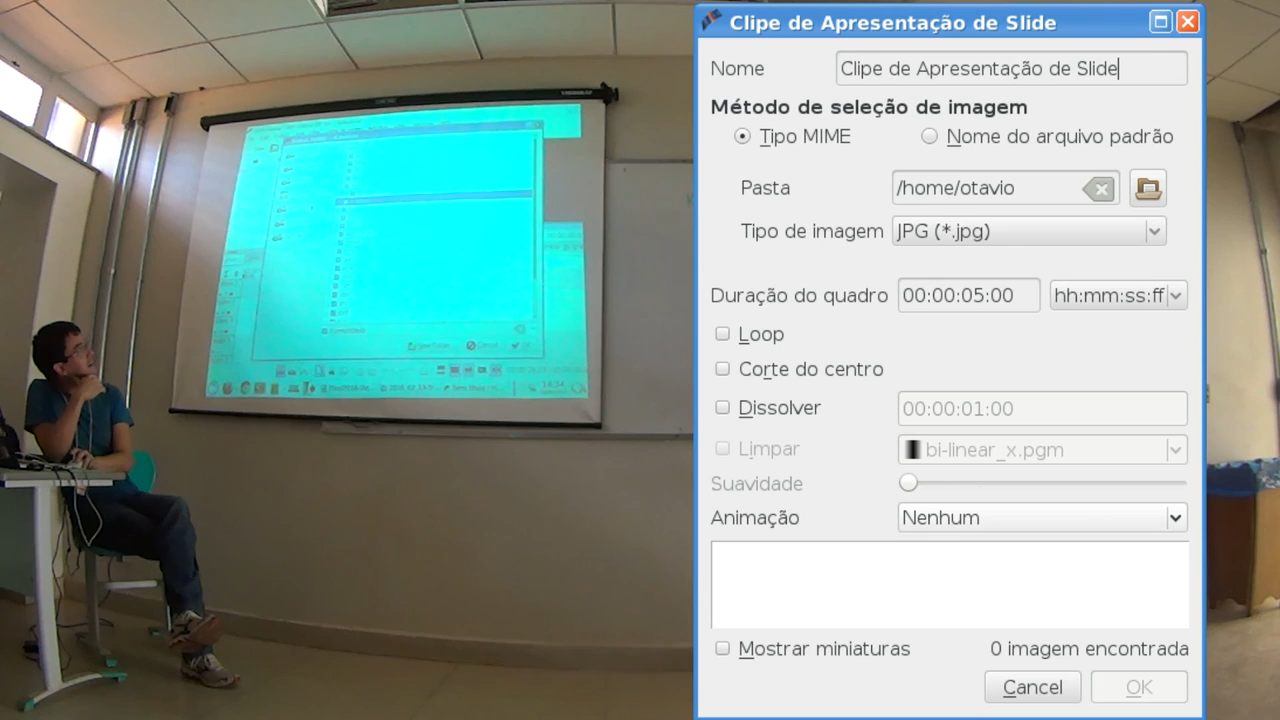 Clipe de Apresentação de Slide
Nome
Clipe de Apresentação de Slide
Método de seleção de imagem
Tipo MIME
Nome do arquivo padrão
Pasta
/home/otavio
Tipo de imagem
JPG (*.jpg)
Duração do quadro
00:00:05:00
hh:mm:ss:ff
Loop
Corte do centro
Dissolver
00:00:01:00
Limpar
bi-linear_x.pgm
Suavidade
Animação
Nenhum
Mostrar miniaturas
0 imagem encontrada
Cancel
OK